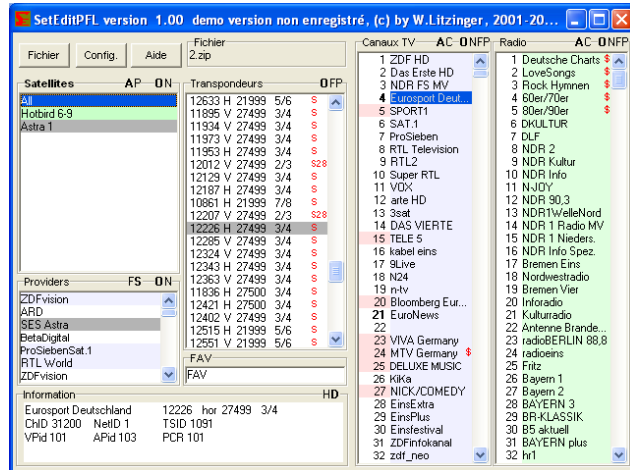 SetEditPFL version 1.00 demo version non enregistré, (c) by W.Litzinger, 2001-20...
Fichier
Config.
Aide
Fichier
2.zip
Satellites AP ON
All
Hotbird 6-9
Astra 1
Transpondeurs OFP
12633 H 21999 5/6 S
11895 V 27499 3/4 S
11934 V 27499 3/4 S
11973 V 27499 3/4 S
11953 H 27499 3/4 S
12012 V 27499 2/3 S28
12129 V 27499 3/4 S
12187 H 27499 3/4 S
10861 H 21999 7/8 S
12207 V 27499 2/3 S28
12226 H 27499 3/4 S
12285 V 27499 3/4 S
12324 V 27499 3/4 S
12343 H 27499 3/4 S
12363 V 27499 3/4 S
11836 H 27500 3/4 S
12421 H 27500 3/4 S
12402 V 27499 3/4 S
12515 H 21999 5/6 S
12551 V 21999 5/6 S
Providers FS ON
ZDFvision
ARD
SES Astra
BetaDigital
ProSiebenSat.1
RTL World
ZDFvision
FAV
FAV
Information HD
Eurosport Deutschland 12226 hor 27499 3/4
ChID 31200 NetID 1 TSID 1091
VPid 101 APid 103 PCR 101
Canaux TV AC ONFP
1 ZDF HD
2 Das Erste HD
3 NDR FS MV
4 Eurosport Deut...
5 SPORT1
6 SAT.1
7 ProSieben
8 RTL Television
9 RTL2
10 Super RTL
11 VOX
12 arte HD
13 3sat
14 DAS VIERTE
15 TELE 5
16 kabel eins
17 9Live
18 N24
19 n-tv
20 Bloomberg Eur...
21 EuroNews
22
23 VIVA Germany
24 MTV Germany $
25 DELUXE MUSIC
26 KiKa
27 NICK/COMEDY
28 EinsExtra
29 EinsPlus
30 Einsfestival
31 ZDFinfokanal
32 zdf_neo
Radio AC ONFP
1 Deutsche Charts $
2 LoveSongs $
3 Rock Hymnen $
4 60er/70er $
5 80er/90er $
6 DKULTUR
7 DLF
8 NDR 2
9 NDR Kultur
10 NDR Info
11 N-JOY
12 NDR 90,3
13 NDR1WelleNord
14 NDR 1 Radio MV
15 NDR 1 Nieders.
16 NDR Info Spez.
17 Bremen Eins
18 Nordwestradio
19 Bremen Vier
20 Inforadio
21 Kulturradio
22 Antenne Brande...
23 radioBERLIN 88,8
24 radioeins
25 Fritz
26 Bayern 1
27 Bayern 2
28 BAYERN 3
29 BR-KLASSIK
30 B5 aktuell
31 BAYERN plus
32 hr1